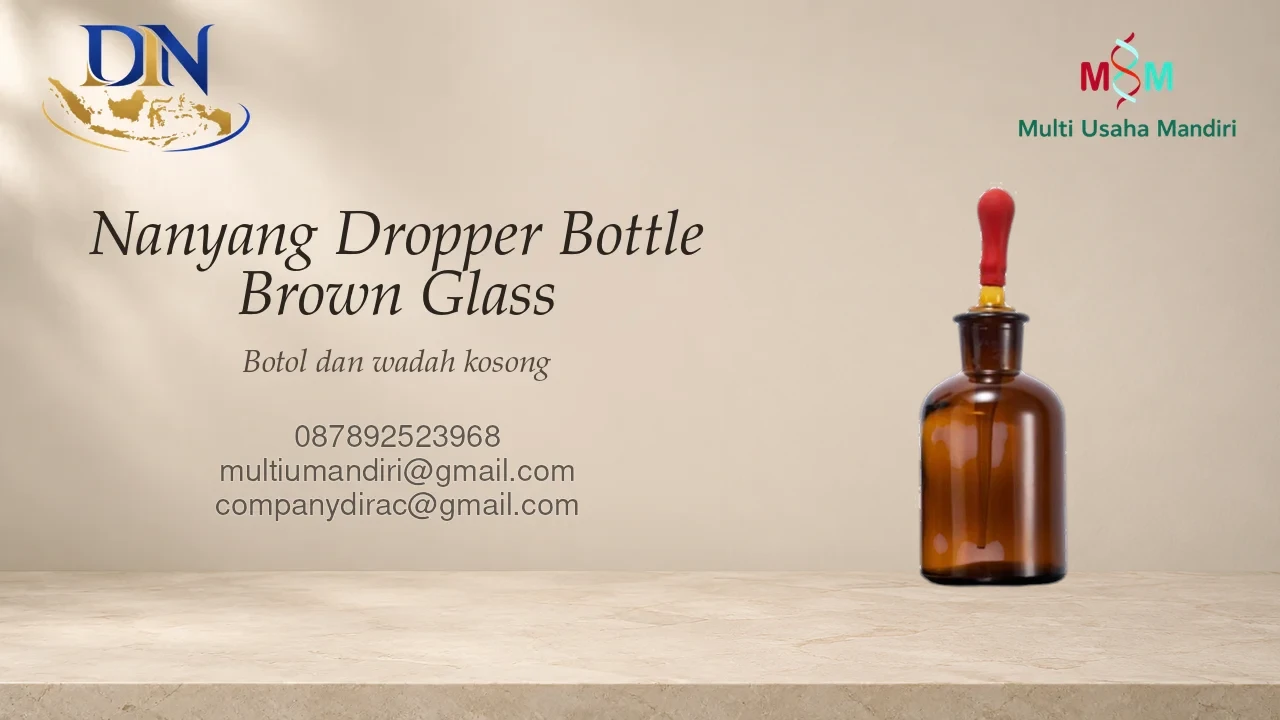 DIN
M M
Multi Usaha Mandiri
Nanyang Dropper Bottle
Brown Glass
Botol dan wadah kosong
087892523968
multiumandiri@gmail.com
companydirac@gmail.com